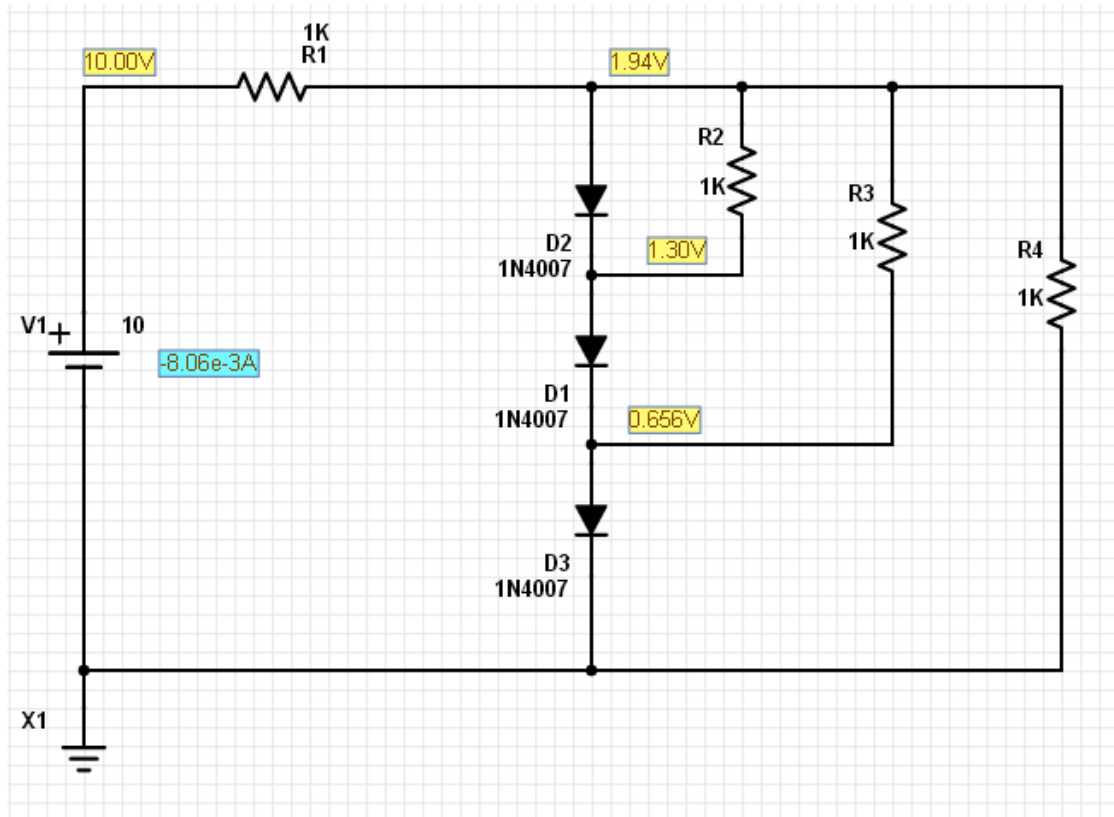 1K
R1
10.00V
1.94V
R2
1K
R3
1K
R4
1K
D2
1N4007
1.30V
V1
+
10
-8.06e-3A
D1
1N4007
0.656V
D3
1N4007
X1